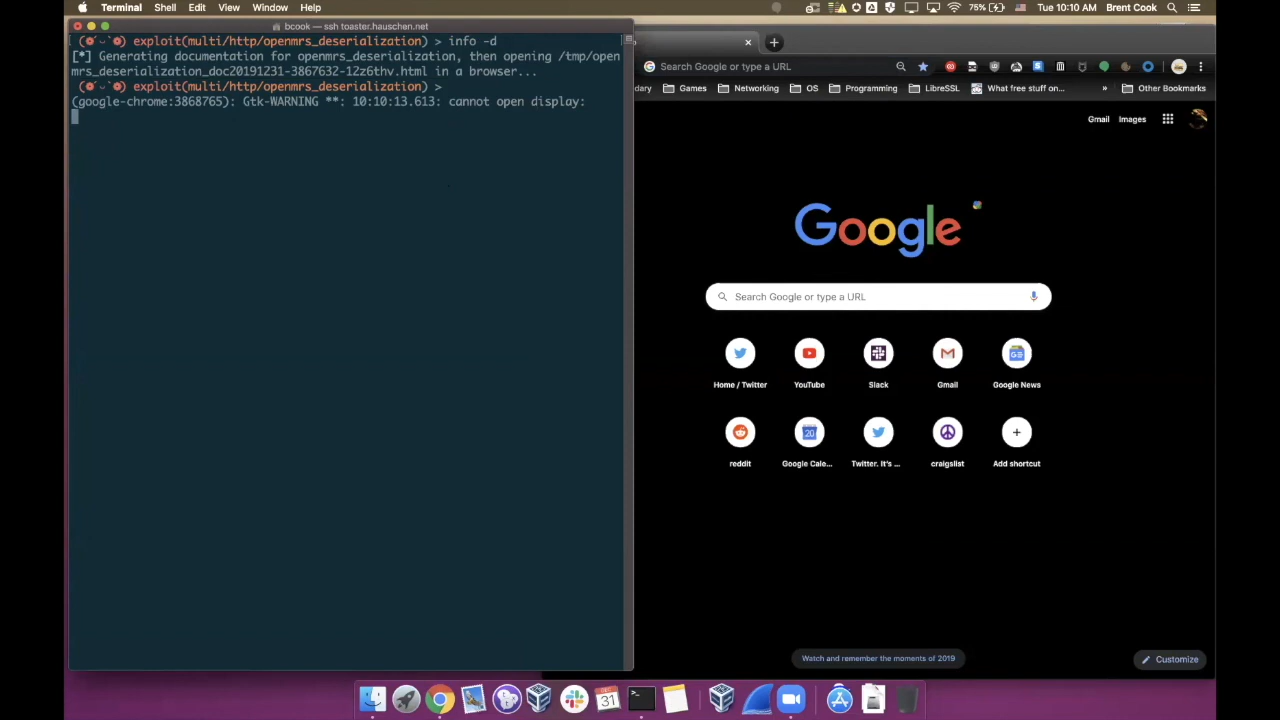 Terminal Shell Edit View Window Help
75% Tue 10:10 AM Brent Cook
bcook — ssh toaster.hauschen.net
exploit(multi/http/openmrs_deserialization) > info -d
[*] Generating documentation for openmrs_deserialization, then opening /tmp/open
mrs_deserialization_doc20191231-3867632-12z6thv.html in a browser...
exploit(multi/http/openmrs_deserialization) >
(google-chrome:3868765): Gtk-WARNING **: 10:10:13.613: cannot open display:
Search Google or type a URL
dary Games Networking OS Programming LibreSSL What free stuff on... » Other Bookmarks
Gmail Images
Google
Search Google or type a URL
Home / Twitter YouTube Slack Gmail Google News
reddit Google Cale... Twitter. It's ... craigslist Add shortcut
Watch and remember the moments of 2019
Customize